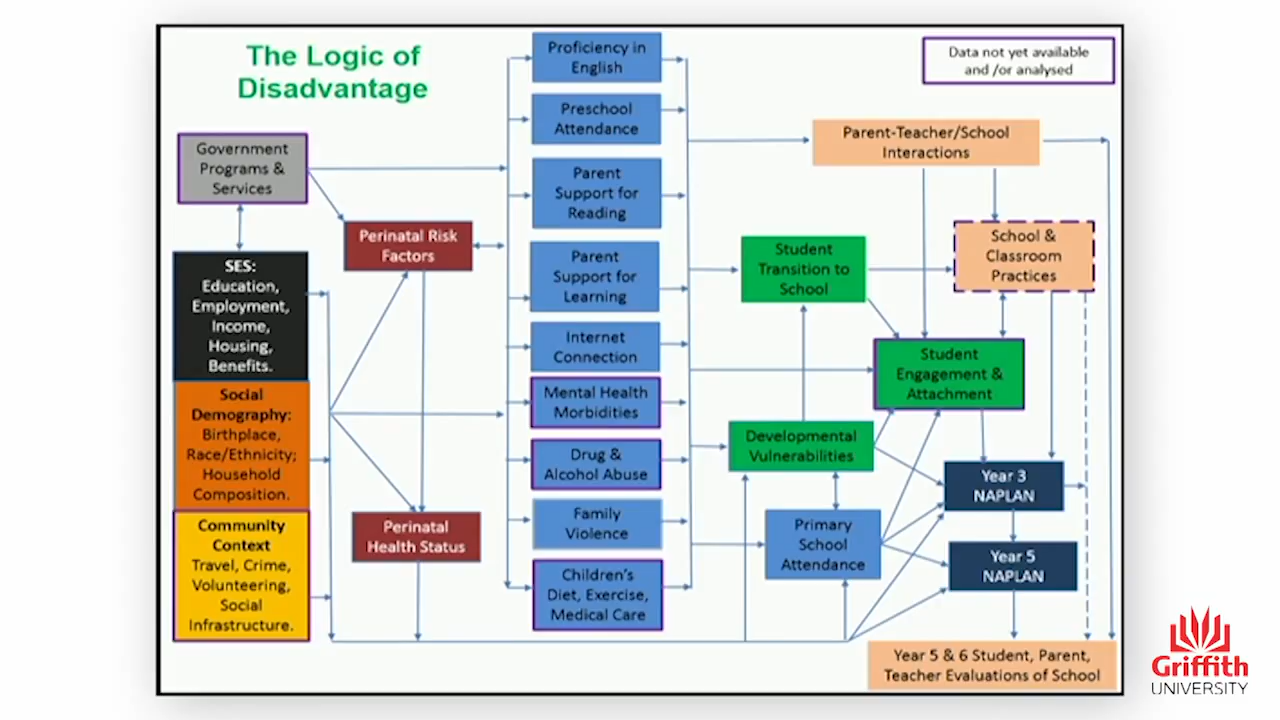 The Logic of
Disadvantage
Data not yet available
and /or analysed
Government
Programs &
Services
SES:
Education,
Employment,
Income,
Housing,
Benefits.
Social
Demography:
Birthplace,
Race/Ethnicity;
Household
Composition.
Community
Context
Travel, Crime,
Volunteering,
Social
Infrastructure.
Perinatal Risk
Factors
Perinatal
Health Status
Proficiency in
English
Preschool
Attendance
Parent
Support for
Reading
Parent
Support for
Learning
Internet
Connection
Mental Health
Morbidities
Drug &
Alcohol Abuse
Family
Violence
Children's
Diet, Exercise,
Medical Care
Parent-Teacher/School
Interactions
Student
Transition to
School
School &
Classroom
Practices
Student
Engagement &
Attachment
Developmental
Vulnerabilities
Primary
School
Attendance
Year 3
NAPLAN
Year 5
NAPLAN
Year 5 & 6 Student, Parent,
Teacher Evaluations of School
Griffith
UNIVERSITY